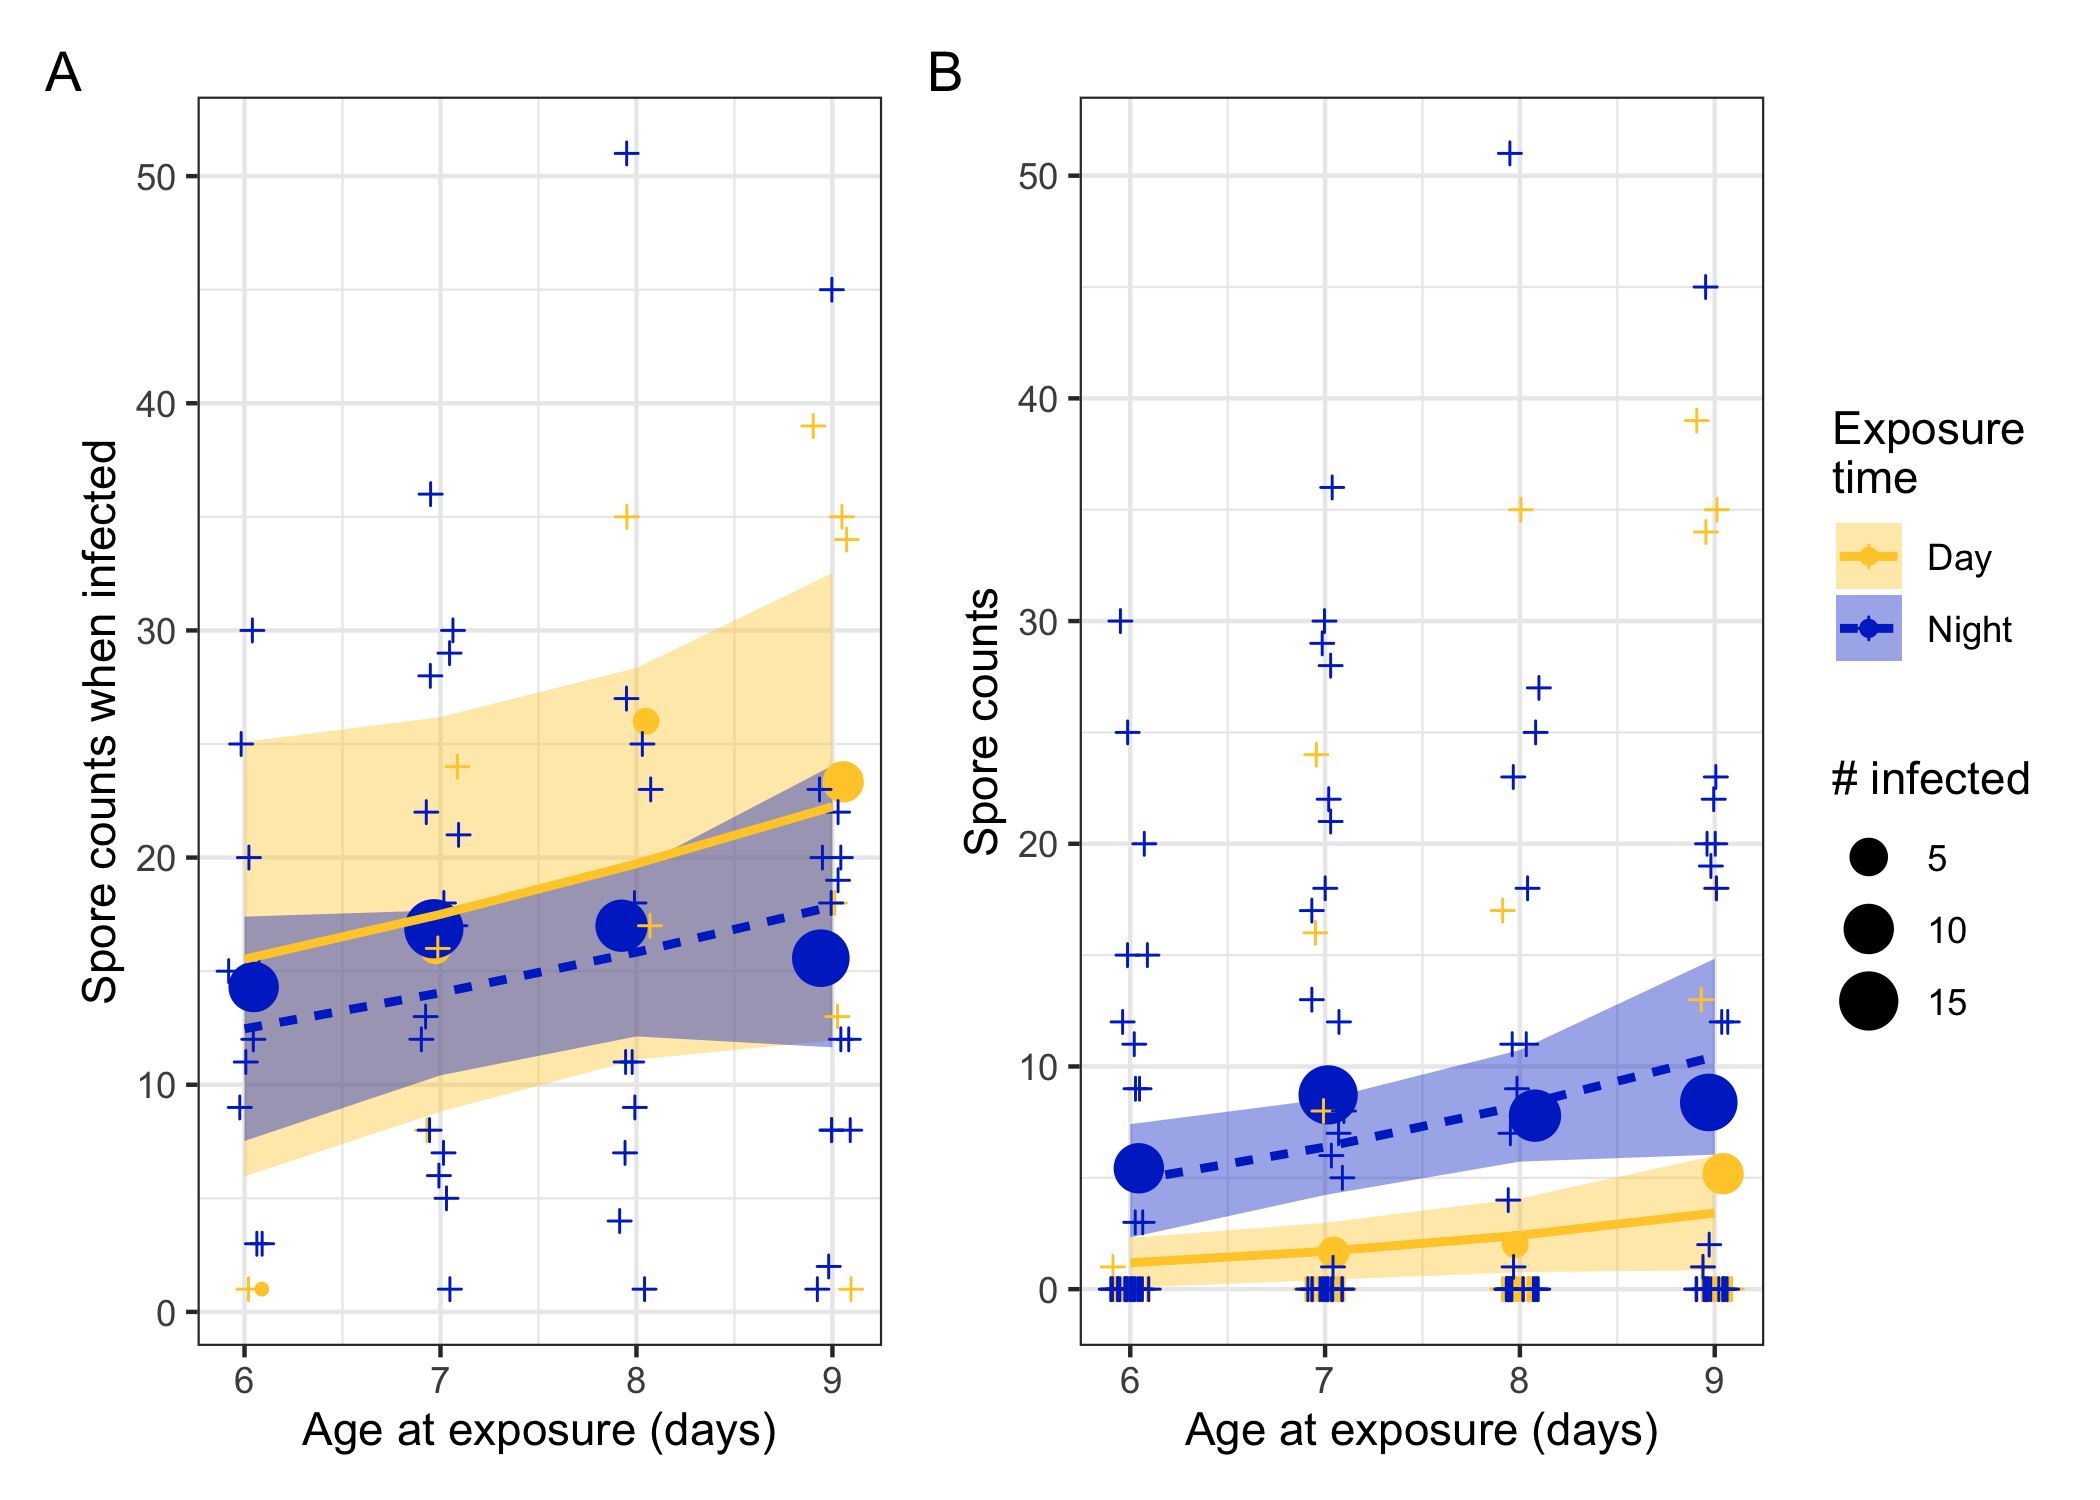 A
B
Spore counts when infected
50
40
30
20
10
0
6 7 8 9
Age at exposure (days)
Spore counts
50
40
30
20
10
0
6 7 8 9
Age at exposure (days)
Exposure
time
Day
Night
# infected
5
10
15